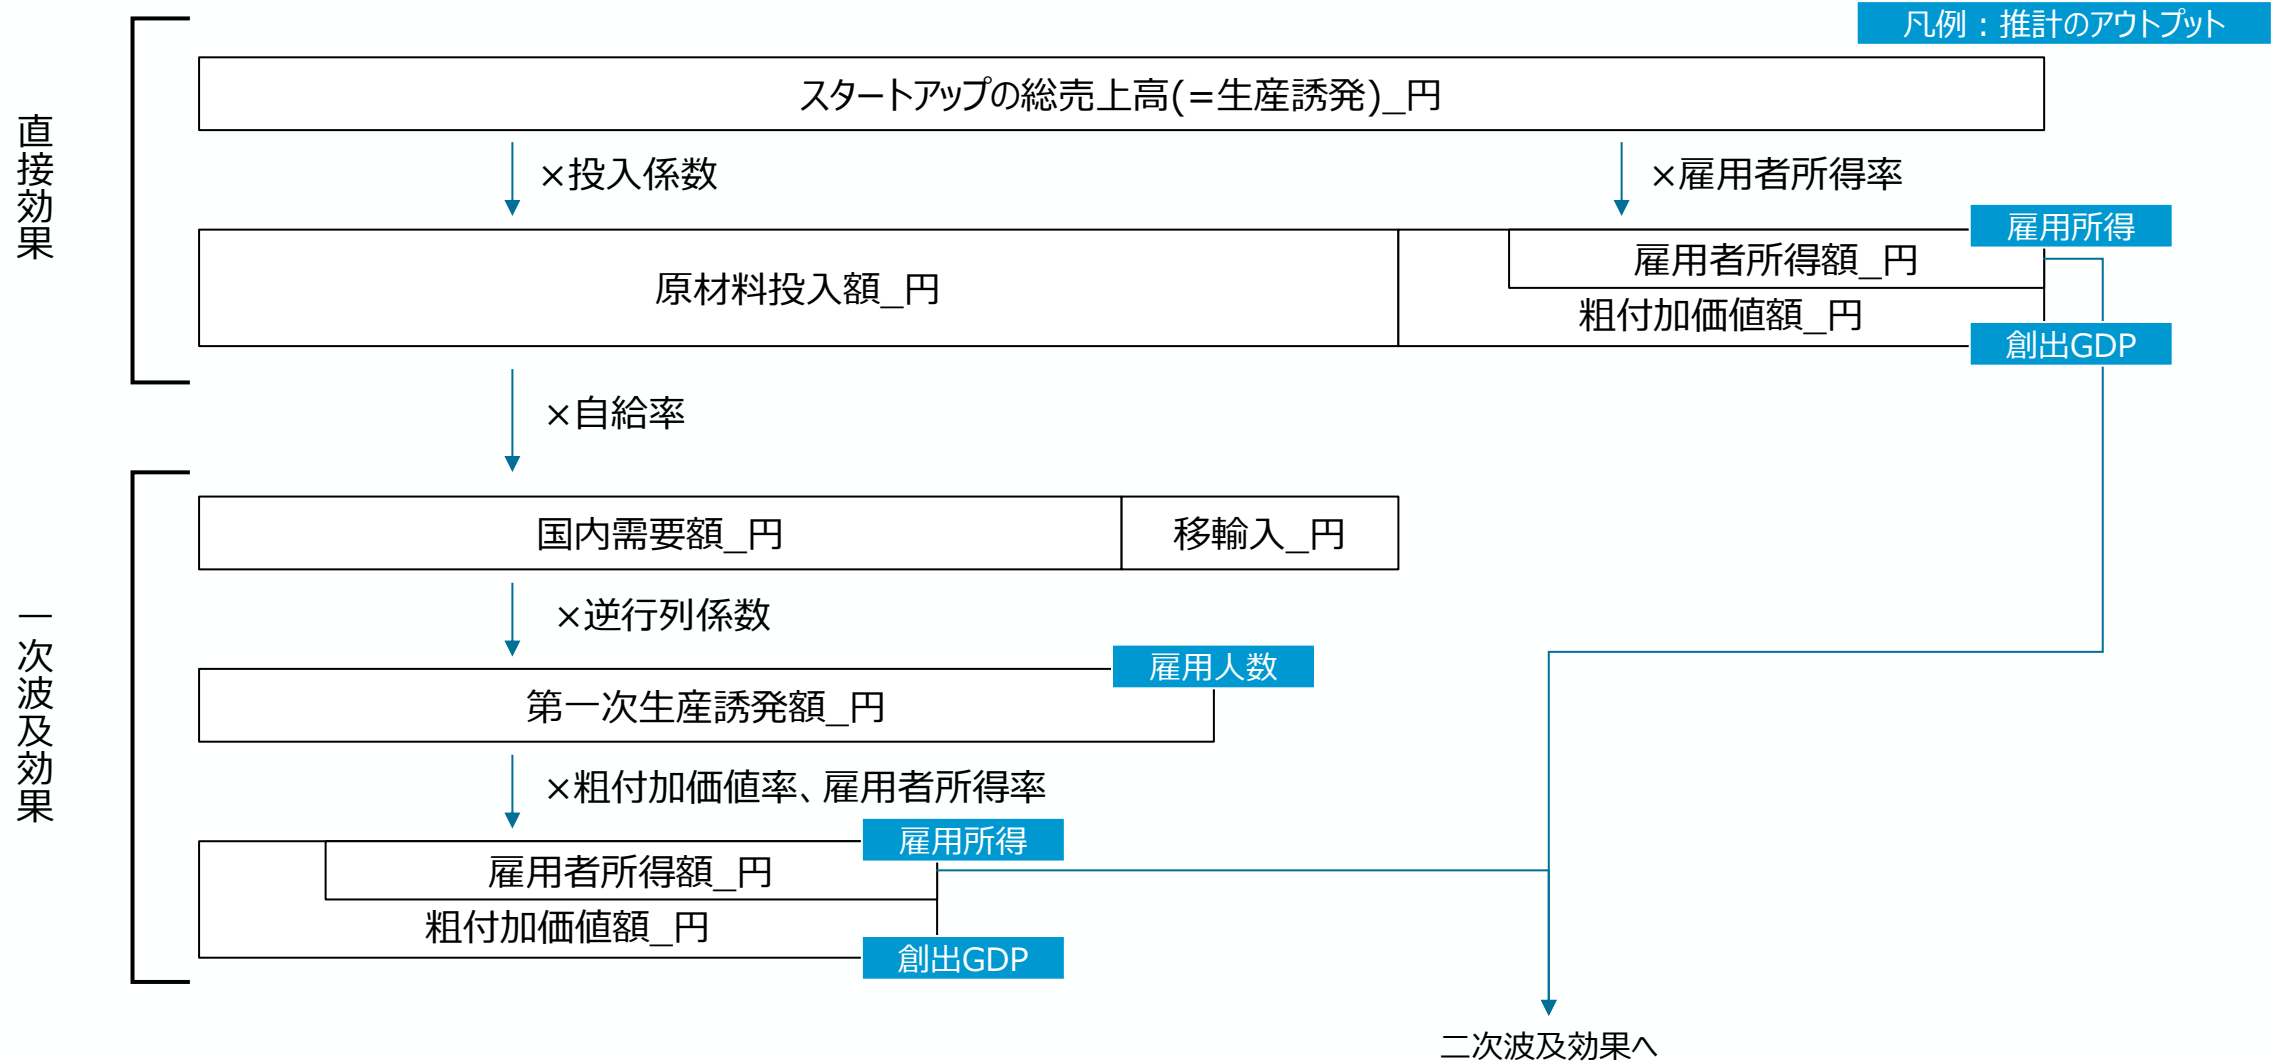 凡例：推計のアウトプット
直接効果
スタートアップの総売上高(=生産誘発)_円
×投入係数
×雇用者所得率
雇用所得
雇用者所得額_円
原材料投入額_円
粗付加価値額_円
創出GDP
×自給率
一次波及効果
国内需要額_円
移輸入_円
×逆行列係数
雇用人数
第一次生産誘発額_円
×粗付加価値率、雇用者所得率
雇用所得
雇用者所得額_円
粗付加価値額_円
創出GDP
二次波及効果へ